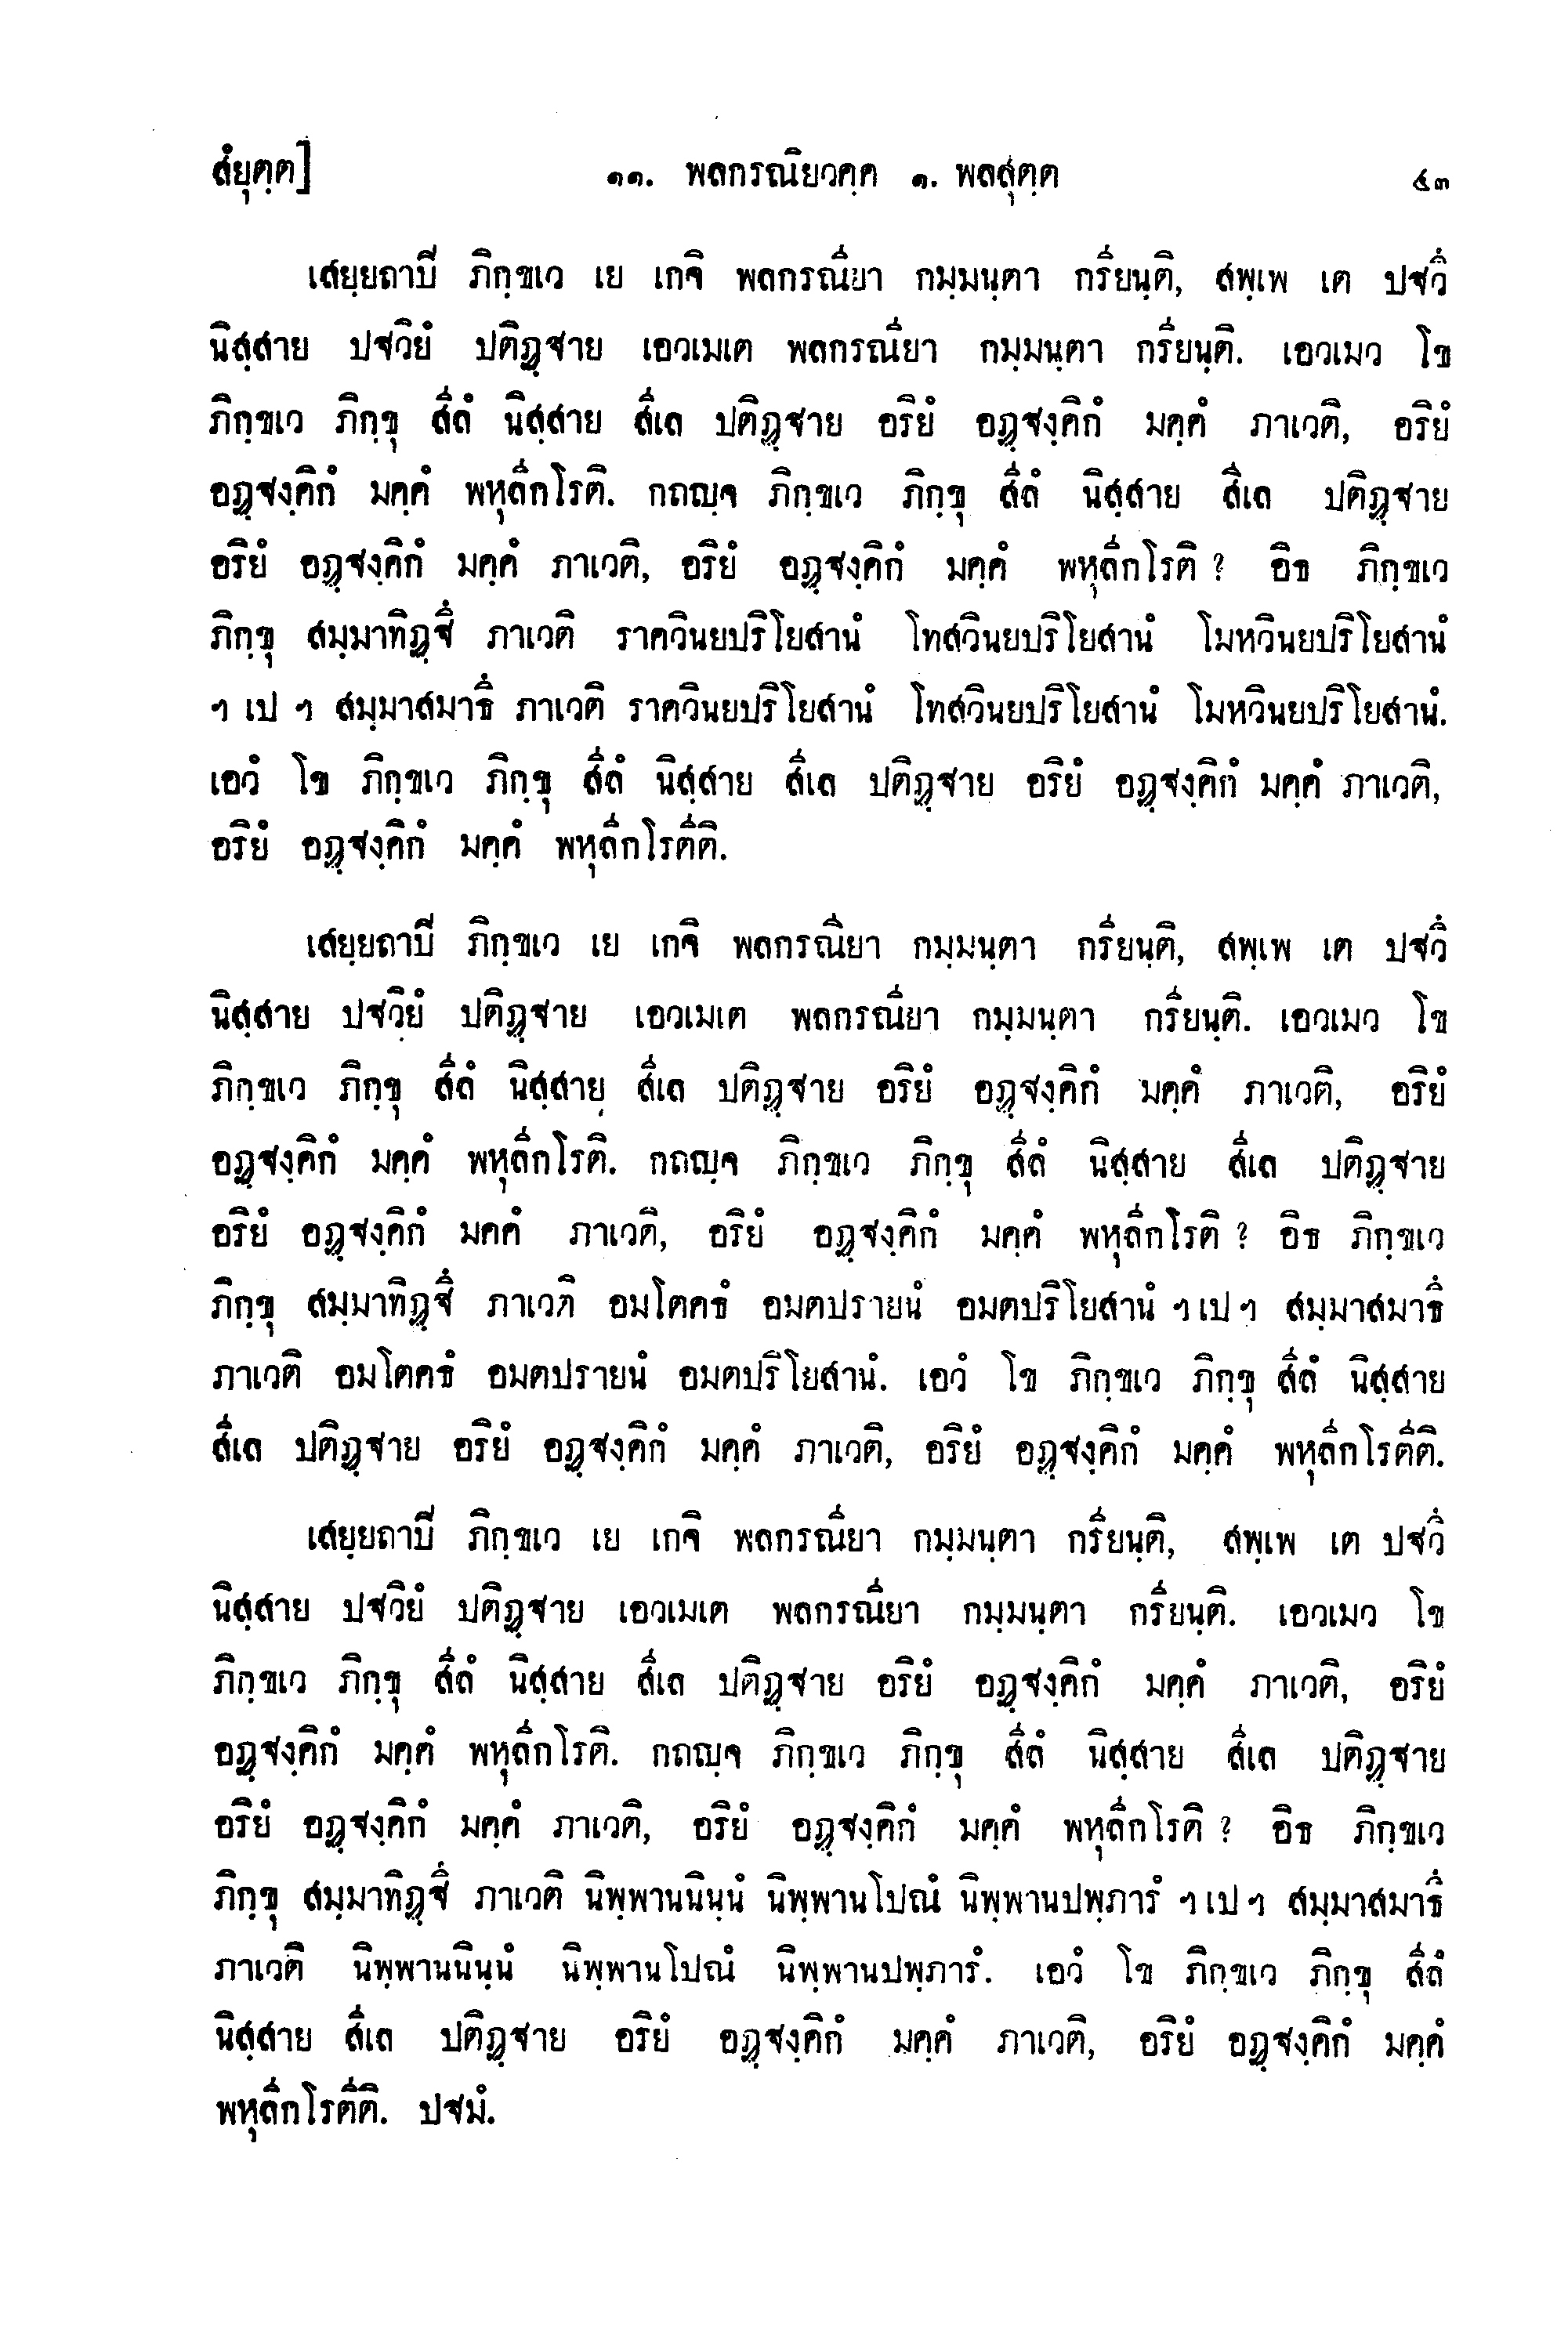 สํยุตฺต]	๑๑. พลกรณียวคฺค ๑. พลสุตฺต	๔๓
เสยฺยถาปิ ภิกฺขเว เย เกจิ พลกรณียา กมฺมนฺตา กรียนฺติ, สพฺเพ เต ปฐวึ
นิสฺสาย ปฐวิยํ ปติฏฺฐาย เอวเมเต พลกรณียา กมฺมนฺตา กรียนฺติ. เอวเมว โข
ภิกฺขเว ภิกฺขุ สีลํ นิสฺสาย สีเล ปติฏฺฐาย อริยํ อฏฺฐงฺคิกํ มคฺคํ ภาเวติ, อริยํ
อฏฺฐงฺคิกํ มคฺคํ พหุลีกโรติ. กถญฺจ ภิกฺขเว ภิกฺขุ สีลํ นิสฺสาย สีเล ปติฏฺฐาย
อริยํ อฏฺฐงฺคิกํ มคฺคํ ภาเวติ, อริยํ อฏฺฐงฺคิกํ มคฺคํ พหุลีกโรติ ? อิธ ภิกฺขเว
ภิกฺขุ สมฺมาทิฏฺฐึ ภาเวติ ราควินยปริโยสานํ โทสวินยปริโยสานํ โมหวินยปริโยสานํ
ฯ เป ฯ สมฺมาสมาธึ ภาเวติ ราควินยปริโยสานํ โทสวินยปริโยสานํ โมหวินยปริโยสานํ.
เอวํ โข ภิกฺขเว ภิกฺขุ สีลํ นิสฺสาย สีเล ปติฏฺฐาย อริยํ อฏฺฐงฺคิกํ มคฺคํ ภาเวติ,
อริยํ อฏฺฐงฺคิกํ มคฺคํ พหุลีกโรตีติ.
เสยฺยถาปิ ภิกฺขเว เย เกจิ พลกรณียา กมฺมนฺตา กรียนฺติ, สพฺเพ เต ปฐวึ
นิสฺสาย ปฐวิยํ ปติฏฺฐาย เอวเมเต พลกรณียา กมฺมนฺตา กรียนฺติ. เอวเมว โข
ภิกฺขเว ภิกฺขุ สีลํ นิสฺสาย สีเล ปติฏฺฐาย อริยํ อฏฺฐงฺคิกํ มคฺคํ ภาเวติ, อริยํ
อฏฺฐงฺคิกํ มคฺคํ พหุลีกโรติ. กถญฺจ ภิกฺขเว ภิกฺขุ สีลํ นิสฺสาย สีเล ปติฏฺฐาย
อริยํ อฏฺฐงฺคิกํ มคคํ ภาเวติ, อริยํ อฏฺฐงฺคิกํ มคฺคํ พหุลีกโรติ ? อิธ ภิกฺขเว
ภิกฺขุ สมฺมาทิฏฺฐึ ภาเวติ อมโตคธํ อมตปรายนํ อมตปริโยสานํ ฯ เป ฯ สมฺมาสมาธึ
ภาเวติ อมโตคธํ อมตปรายนํ อมตปริโยสานํ. เอวํ โข ภิกฺขเว ภิกฺขุ สีลํ นิสฺสาย
สีเล ปติฏฺฐาย อริยํ อฏฺฐงฺคิกํ มคฺคํ ภาเวติ, อริยํ อฏฺฐงฺคิกํ มคฺคํ พหุลีกโรตีติ.
เสยฺยถาปิ ภิกฺขเว เย เกจิ พลกรณียา กมฺมนฺตา กรียนฺติ, สพฺเพ เต ปฐวึ
นิสฺสาย ปฐวิยํ ปติฏฺฐาย เอวเมเต พลกรณียา กมฺมนฺตา กรียนฺติ. เอวเมว โข
ภิกฺขเว ภิกฺขุ สีลํ นิสฺสาย สีเล ปติฏฺฐาย อริยํ อฏฺฐงฺคิกํ มคฺคํ ภาเวติ, อริยํ
อฏฺฐงฺคิกํ มคฺคํ พหุลีกโรติ. กถญฺจ ภิกฺขเว ภิกฺขุ สีลํ นิสฺสาย สีเล ปติฏฺฐาย
อริยํ อฏฺฐงฺคิกํ มคฺคํ ภาเวติ, อริยํ อฏฺฐงฺคิกํ มคฺคํ พหุลีกโรติ ? อิธ ภิกฺขเว
ภิกฺขุ สมฺมาทิฏฺฐึ ภาเวติ นิพฺพานนินฺนํ นิพฺพานโปณํ นิพฺพานปพฺภารํ ฯ เป ฯ สมฺมาสมาธึ
ภาเวติ นิพฺพานนินฺนํ นิพฺพานโปณํ นิพฺพานปพฺภารํ. เอวํ โข ภิกฺขเว ภิกฺขุ สีลํ
นิสฺสาย สีเล ปติฏฺฐาย อริยํ อฏฺฐงฺคิกํ มคฺคํ ภาเวติ, อริยํ อฏฺฐงฺคิกํ มคฺคํ
พหุลีกโรตีติ. ปฐมํ.